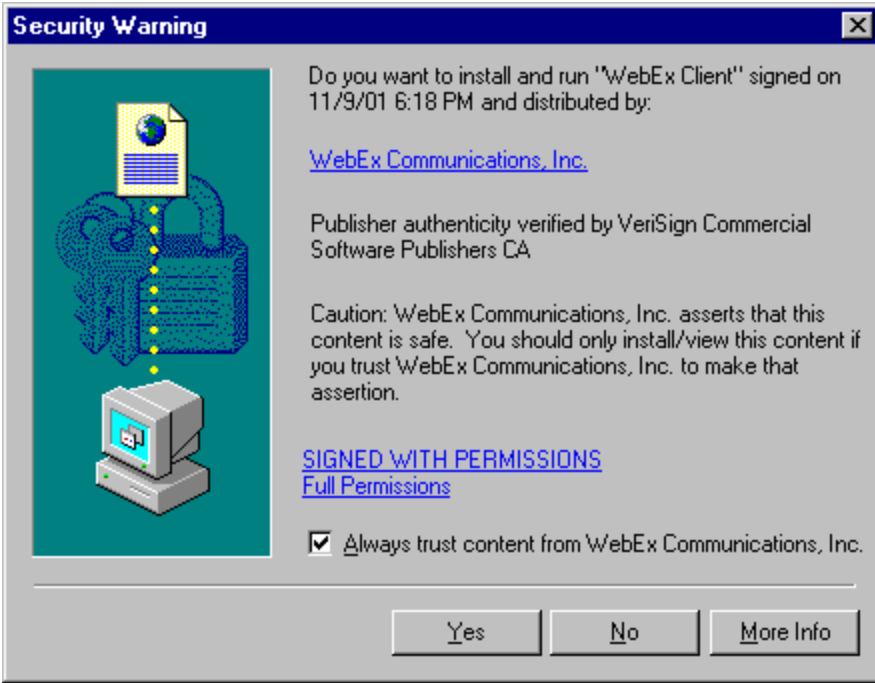 Security Warning
Do you want to install and run "WebEx Client" signed on
11/9/01 6:18 PM and distributed by:
WebEx Communications, Inc.
Publisher authenticity verified by VeriSign Commercial
Software Publishers CA
Caution: WebEx Communications, Inc. asserts that this
content is safe.  You should only install/view this content if
you trust WebEx Communications, Inc. to make that
assertion.
SIGNED WITH PERMISSIONS
Full Permissions
Always trust content from WebEx Communications, Inc.
Yes No More Info